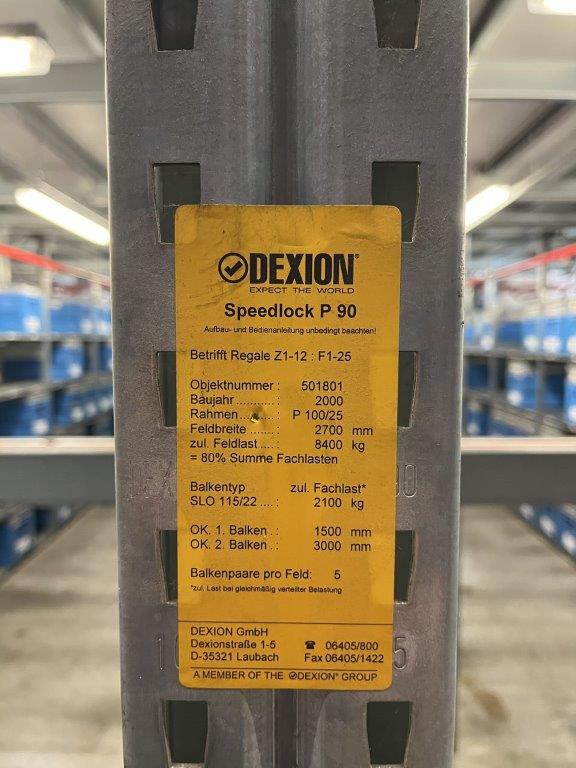 DEXION®
EXPECT THE WORLD
Speedlock P 90
Aufbau- und Bedienanleitung unbedingt beachten!
Betrifft Regale Z1-12 : F1-25
Objektnummer : 501801
Baujahr ........... : 2000
Rahmen ......... : P 100/25
Feldbreite ....... : 2700 mm
zul. Feldlast .... : 8400 kg
= 80% Summe Fachlasten
Balkentyp zul. Fachlast*
SLO 115/22 .... : 2100 kg
OK. 1. Balken . : 1500 mm
OK. 2. Balken . : 3000 mm
Balkenpaare pro Feld: 5
*zul. Last bei gleichmäßig verteilter Belastung
DEXION GmbH
Dexionstraße 1-5 ☎ 06405/800
D-35321 Laubach Fax 06405/1422
A MEMBER OF THE DEXION® GROUP